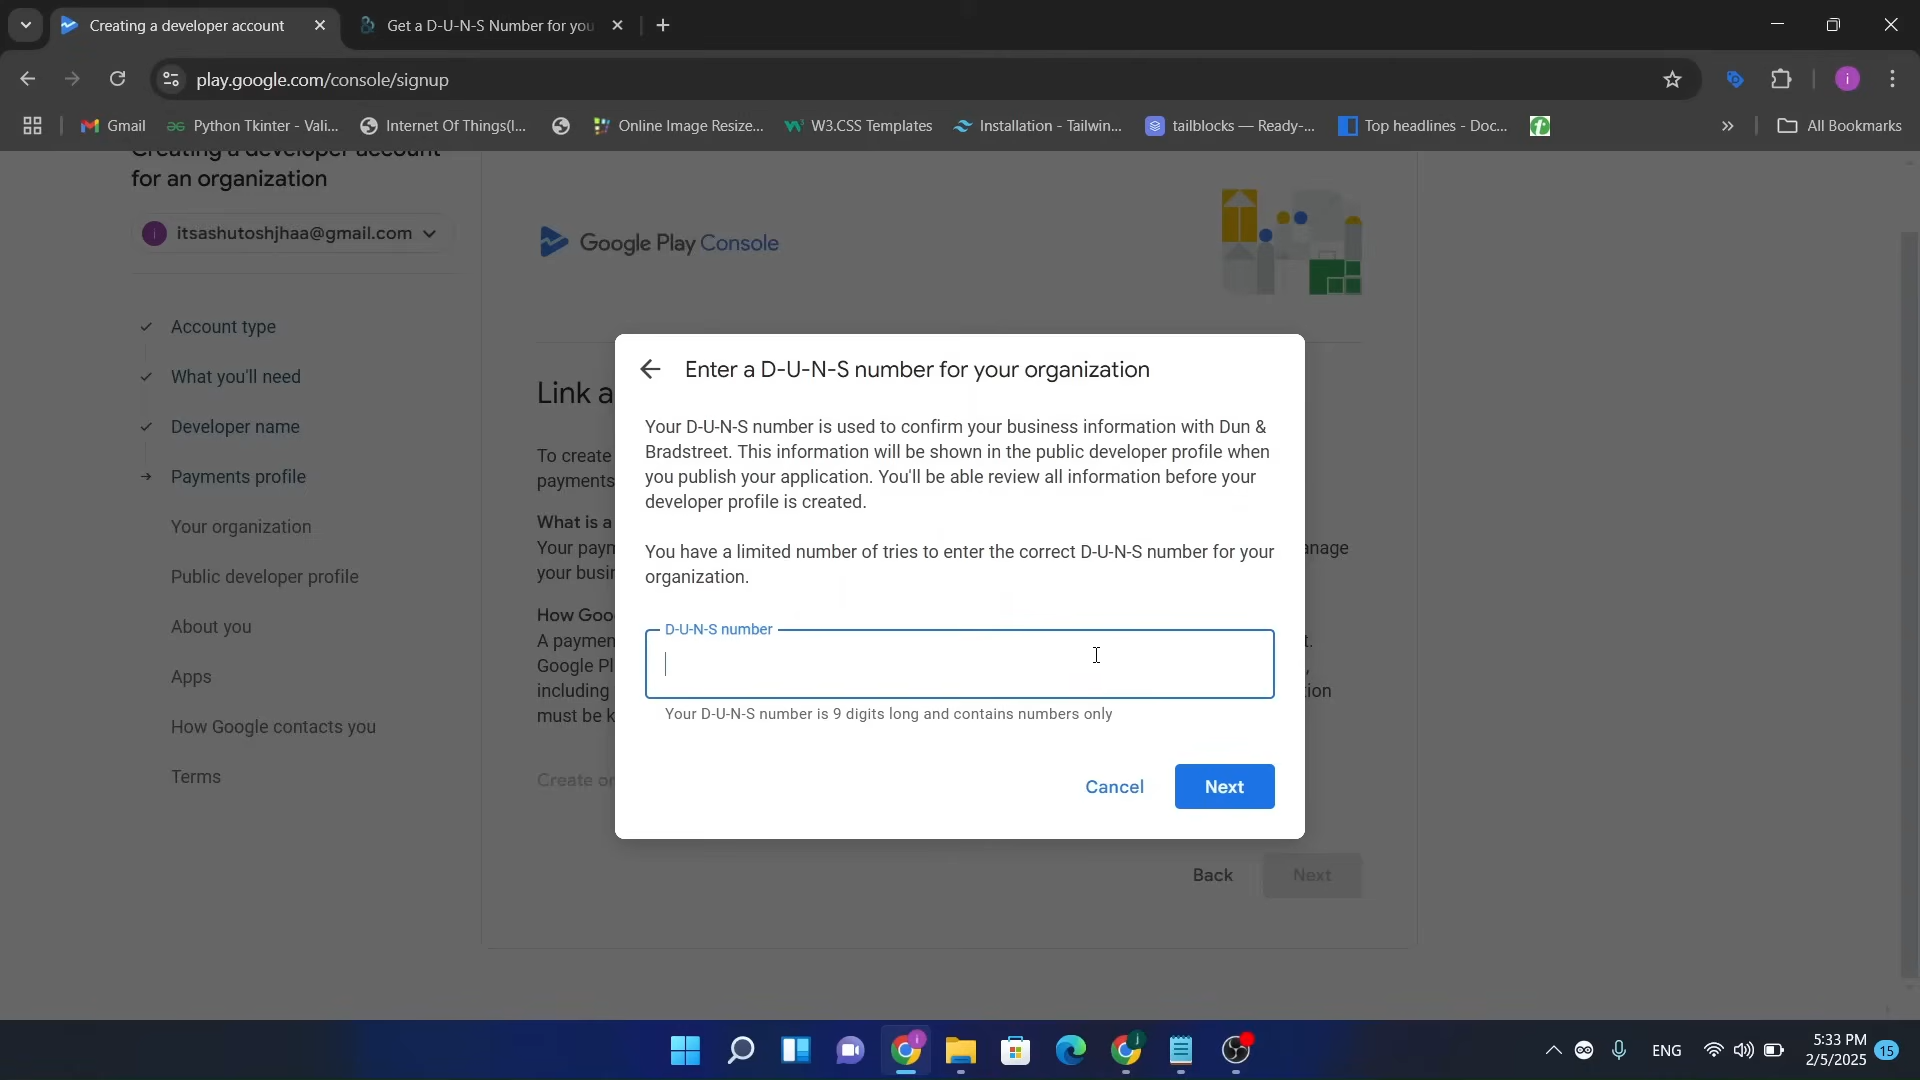 Creating a developer account
Get a D-U-N-S Number for you
play.google.com/console/signup
Gmail
Python Tkinter - Vali...
Internet Of Things(I...
Online Image Resize...
W3.CSS Templates
Installation - Tailwin...
tailblocks — Ready-...
Top headlines - Doc...
All Bookmarks
Creating a developer account
for an organization
i
itsashutoshjhaa@gmail.com
Account type
What you'll need
Developer name
Payments profile
Your organization
Public developer profile
About you
Apps
How Google contacts you
Terms
Google Play Console
Link a
To create
payments
What is a
Your paym
anage
your busin
How Goo
A paymen
t.
Google Pl
including
tion
must be k
Create or
Back
Next
Enter a D-U-N-S number for your organization
Your D-U-N-S number is used to confirm your business information with Dun &
Bradstreet. This information will be shown in the public developer profile when
you publish your application. You'll be able review all information before your
developer profile is created.
You have a limited number of tries to enter the correct D-U-N-S number for your
organization.
D-U-N-S number
Your D-U-N-S number is 9 digits long and contains numbers only
Cancel
Next
ENG
5:33 PM
2/5/2025
15